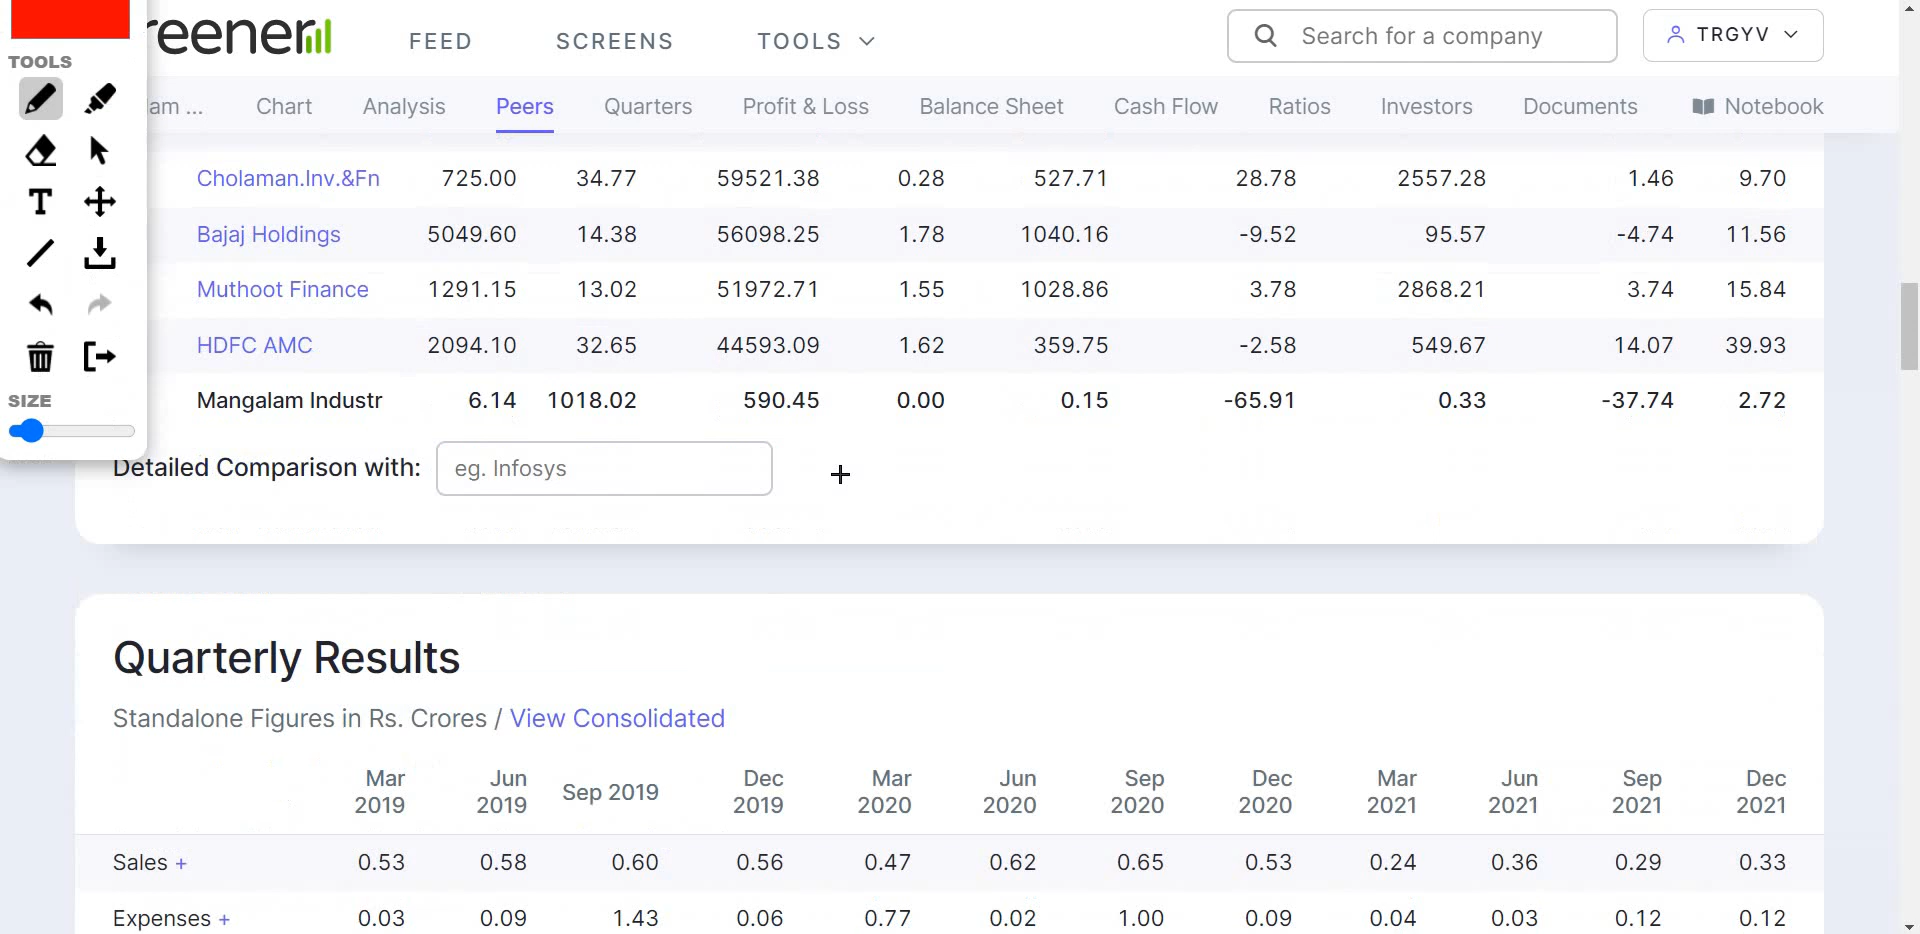 TOOLS
SIZE
reener
FEED SCREENS TOOLS
Search for a company
TRGYV
am ... Chart Analysis Peers Quarters Profit & Loss Balance Sheet Cash Flow Ratios Investors Documents Notebook
Cholaman.Inv.&Fn 725.00 34.77 59521.38 0.28 527.71 28.78 2557.28 1.46 9.70
Bajaj Holdings 5049.60 14.38 56098.25 1.78 1040.16 -9.52 95.57 -4.74 11.56
Muthoot Finance 1291.15 13.02 51972.71 1.55 1028.86 3.78 2868.21 3.74 15.84
HDFC AMC 2094.10 32.65 44593.09 1.62 359.75 -2.58 549.67 14.07 39.93
Mangalam Industr 6.14 1018.02 590.45 0.00 0.15 -65.91 0.33 -37.74 2.72
Detailed Comparison with: eg. Infosys
Quarterly Results
Standalone Figures in Rs. Crores / View Consolidated
Mar 2019 Jun 2019 Sep 2019 Dec 2019 Mar 2020 Jun 2020 Sep 2020 Dec 2020 Mar 2021 Jun 2021 Sep 2021 Dec 2021
Sales + 0.53 0.58 0.60 0.56 0.47 0.62 0.65 0.53 0.24 0.36 0.29 0.33
Expenses + 0.03 0.09 1.43 0.06 0.77 0.02 1.00 0.09 0.04 0.03 0.12 0.12